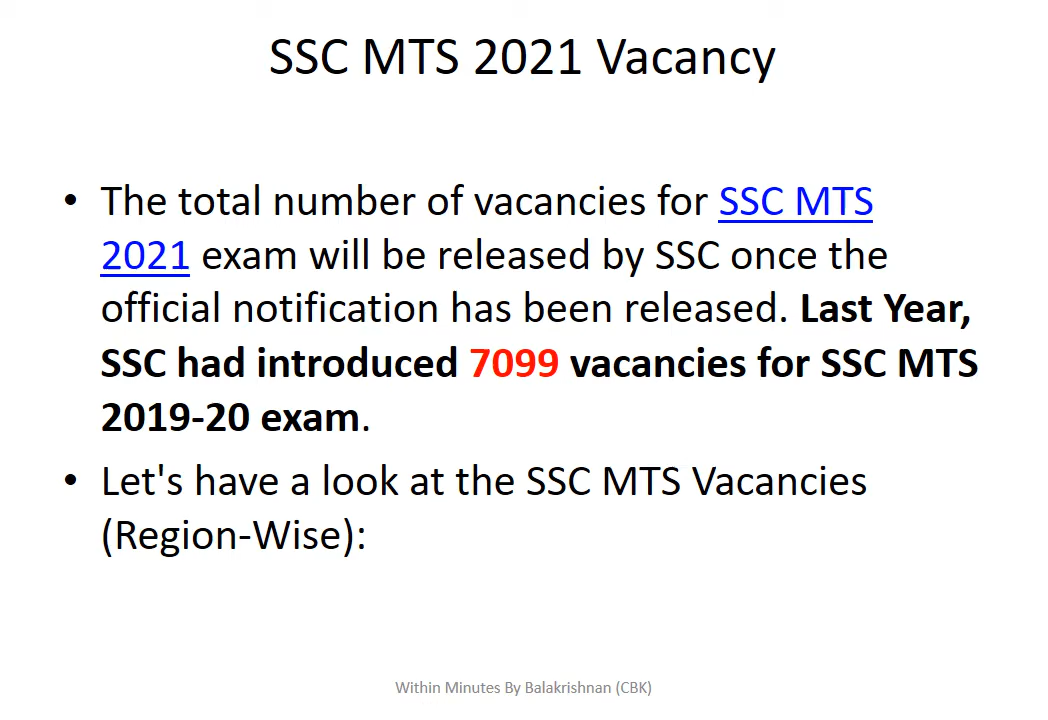 SSC MTS 2021 Vacancy
• The total number of vacancies for SSC MTS
2021 exam will be released by SSC once the
official notification has been released. Last Year,
SSC had introduced 7099 vacancies for SSC MTS
2019-20 exam.
• Let's have a look at the SSC MTS Vacancies
(Region-Wise):
Within Minutes By Balakrishnan (CBK)